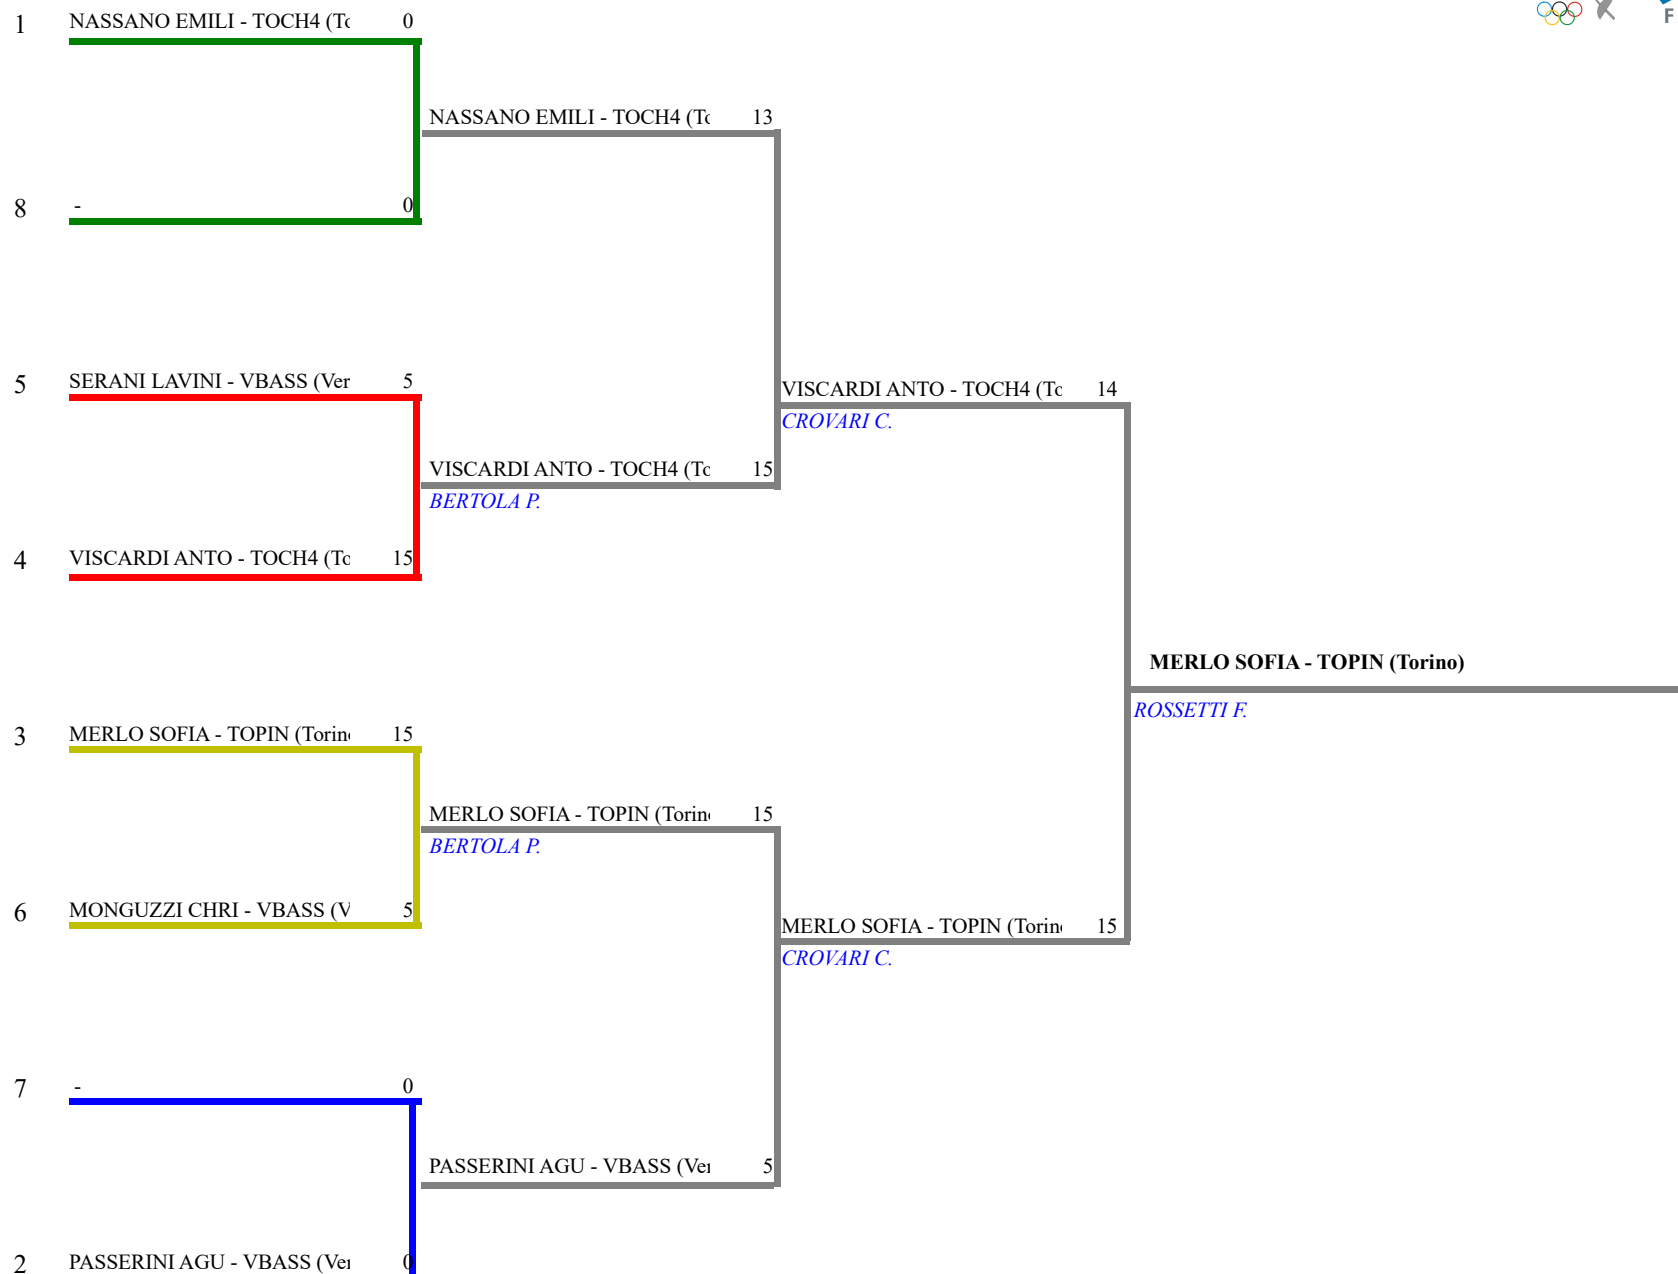 1 NASSANO EMILI - TOCH4 (To 0
F
NASSANO EMILI - TOCH4 (To 13
8 - 0
5 SERANI LAVINI - VBASS (Ver 5
VISCARDI ANTO - TOCH4 (To 14
CROVARI C.
VISCARDI ANTO - TOCH4 (To 15
BERTOLA P.
4 VISCARDI ANTO - TOCH4 (To 15
MERLO SOFIA - TOPIN (Torino)
ROSSETTI F.
3 MERLO SOFIA - TOPIN (Torino 15
MERLO SOFIA - TOPIN (Torin 15
BERTOLA P.
6 MONGUZZI CHRI - VBASS (V 5
MERLO SOFIA - TOPIN (Torin 15
CROVARI C.
7 - 0
PASSERINI AGU - VBASS (Ver 5
2 PASSERINI AGU - VBASS (Ver 0